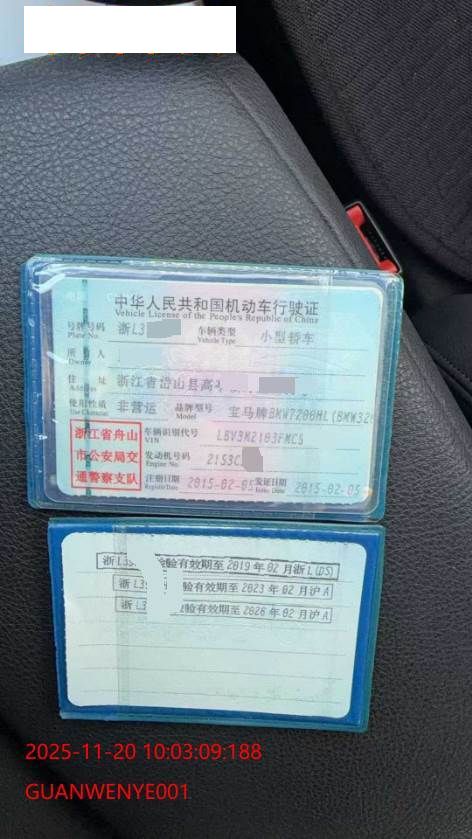 中华人民共和国机动车行驶证
Vehicle License of the People's Republic of China
号牌号码 浙L3 车辆类型 小型轿车
Plate No. Vehicle Type
所有人
Owner
住址 浙江省岱山县高
Address
使用性质 非营运 品牌型号 宝马牌BMW7200HL(BMW32
Use Character Model
浙江省舟山
市公安局交
通警察支队
车辆识别代号 LBV3M2103FMC5
VIN
发动机号码 2153C
Engine No.
注册日期 2015-02-05 发证日期 2015-02-05
Register Date Issue Date
浙L39 验有效期至2019年02月浙L(DS)
浙L39 验有效期至2023年02月沪A
浙L3 验有效期至2026年02月沪A
2025-11-20 10:03:09:188
GUANWENYE001